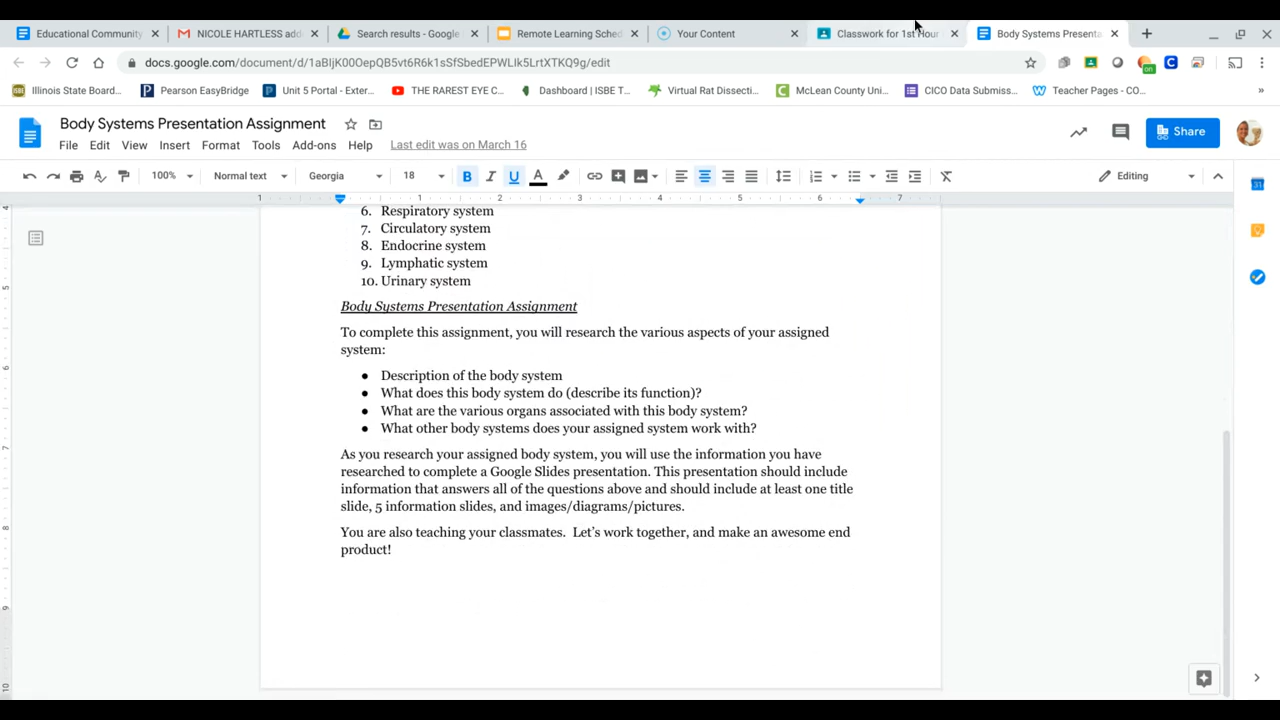 Educational Community
NICOLE HARTLESS add
Search results - Google
Remote Learning Sched
Your Content
Classwork for 1st Hour
Body Systems Presenta
docs.google.com/document/d/1aBIjK00OepQB5vt6R6k1sSfSbedEPWLIk5LrtXTKQ9g/edit
on
Illinois State Board...
Pearson EasyBridge
Unit 5 Portal - Exter...
THE RAREST EYE C...
Dashboard | ISBE T...
Virtual Rat Dissecti...
McLean County Uni...
CICO Data Submiss...
Teacher Pages - CO...
»
Body Systems Presentation Assignment
Share
File Edit View Insert Format Tools Add-ons Help Last edit was on March 16
100% Normal text Georgia 18 B I U A Editing
1 1 2 3 4 5 6 7
6. Respiratory system
7. Circulatory system
8. Endocrine system
9. Lymphatic system
10. Urinary system
Body Systems Presentation Assignment
To complete this assignment, you will research the various aspects of your assigned
system:
● Description of the body system
● What does this body system do (describe its function)?
● What are the various organs associated with this body system?
● What other body systems does your assigned system work with?
As you research your assigned body system, you will use the information you have
researched to complete a Google Slides presentation. This presentation should include
information that answers all of the questions above and should include at least one title
slide, 5 information slides, and images/diagrams/pictures.
You are also teaching your classmates. Let's work together, and make an awesome end
product!